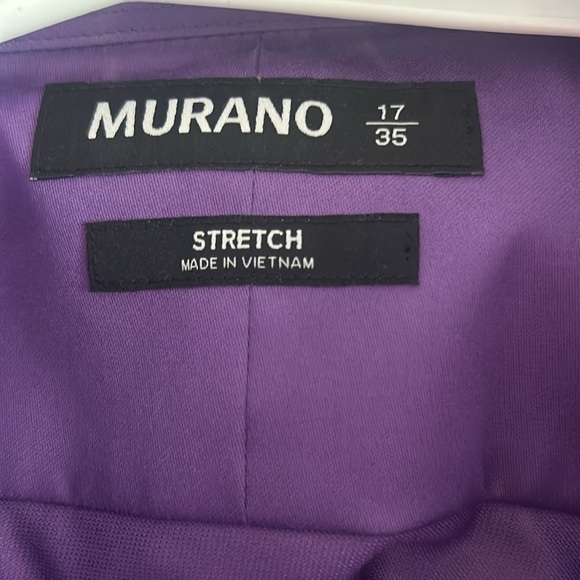 MURANO 17
35
STRETCH
MADE IN VIETNAM